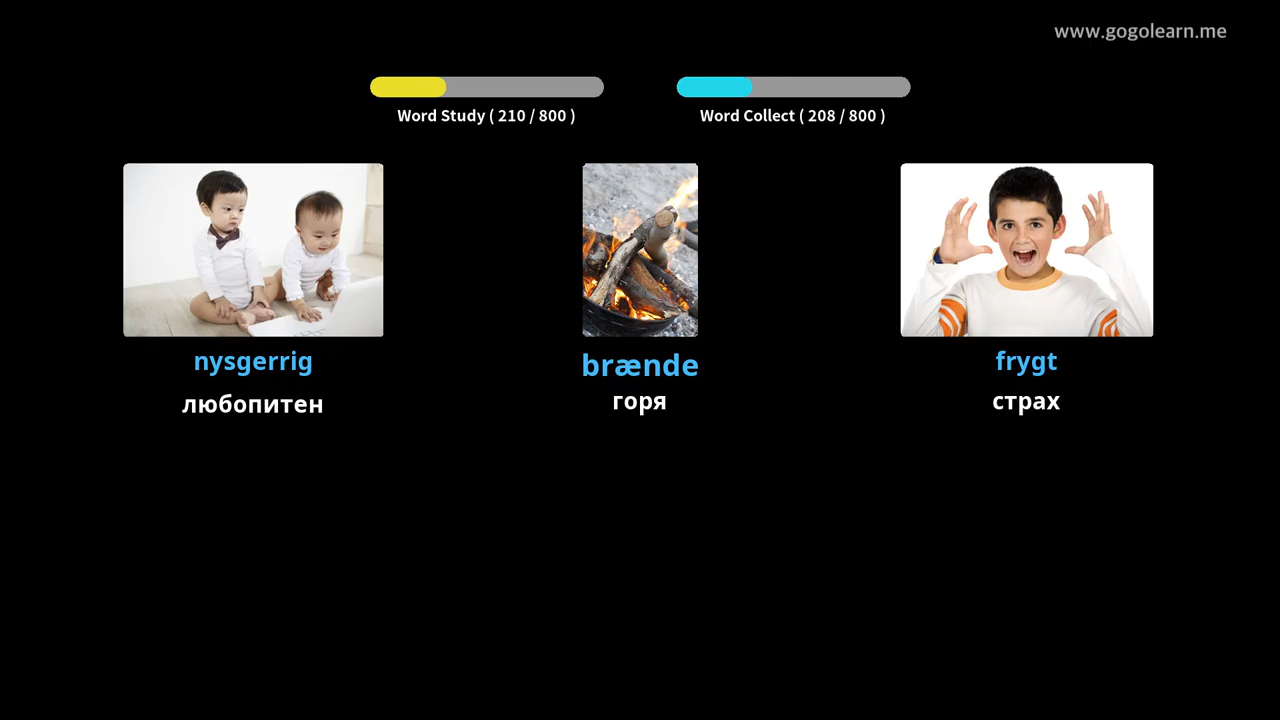 www.gogolearn.me
Word Study ( 210 / 800 )
Word Collect ( 208 / 800 )
nysgerrig
brænde
frygt
любопитен
горя
страх